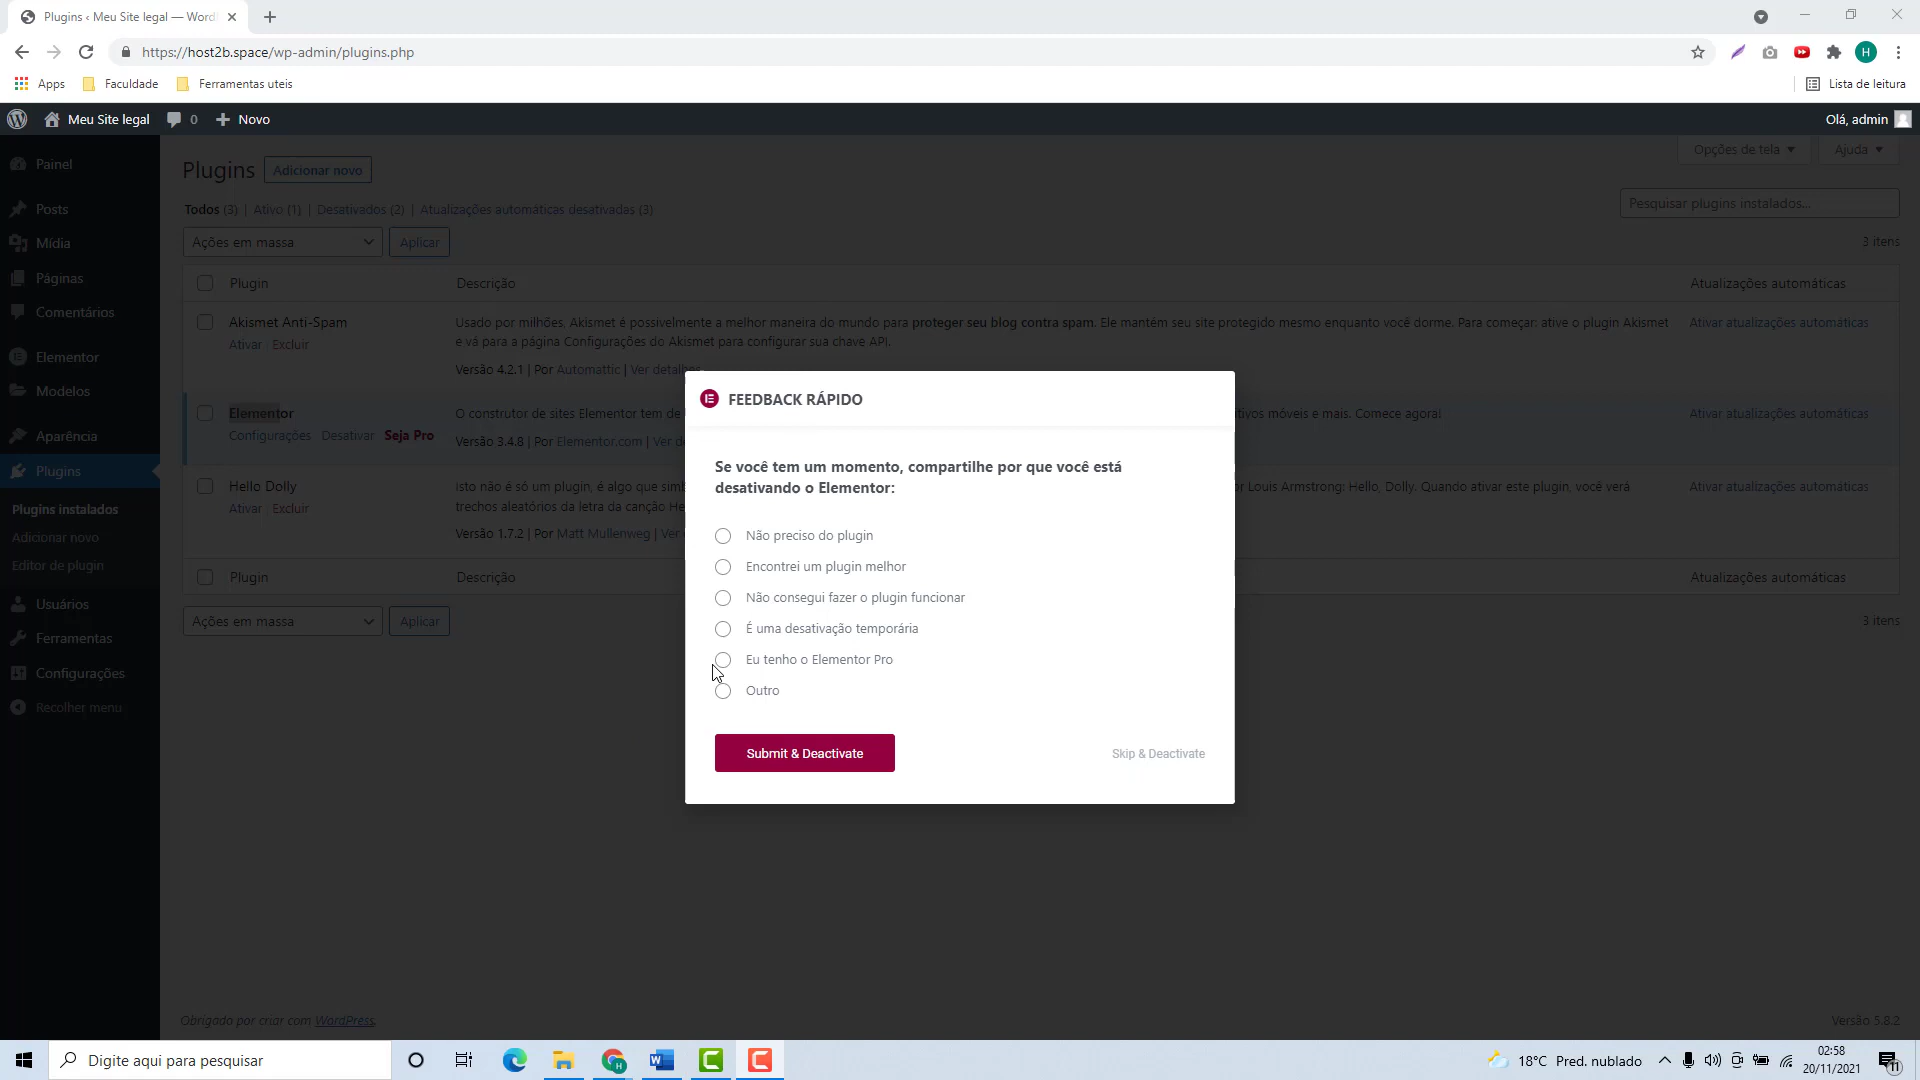 Plugins ‹ Meu Site legal — Word
https://host2b.space/wp-admin/plugins.php
Apps
Faculdade
Ferramentas uteis
Lista de leitura
H
Meu Site legal
0
Novo
Olá, admin
Painel
Posts
Mídia
Páginas
Comentários
Elementor
Modelos
Aparência
Plugins
Plugins instalados
Adicionar novo
Editor de plugin
Usuários
Ferramentas
Configurações
Recolher menu
Opções de tela
Ajuda
Plugins
Adicionar novo
Todos (3) | Ativo (1) | Desativados (2) | Atualizações automáticas desativadas (3)
Pesquisar plugins instalados...
Ações em massa
Aplicar
3 itens
Plugin
Descrição
Atualizações automáticas
Akismet Anti-Spam
Ativar | Excluir
Usado por milhões, Akismet é possivelmente a melhor maneira do mundo para proteger seu blog contra spam. Ele mantém seu site protegido mesmo enquanto você dorme. Para começar: ative o plugin Akismet
e vá para a página Configurações do Akismet para configurar sua chave API.
Versão 4.2.1 | Por Automattic | Ver detalhes
Ativar atualizações automáticas
Elementor
Configurações | Desativar | Seja Pro
O construtor de sites Elementor tem de
itivos móveis e mais. Comece agora!
Versão 3.4.8 | Por Elementor.com | Ver de
Ativar atualizações automáticas
Hello Dolly
Ativar | Excluir
isto não é só um plugin, é algo que simb
or Louis Armstrong: Hello, Dolly. Quando ativar este plugin, você verá
trechos aleatórios da letra da canção He
Versão 1.7.2 | Por Matt Mullenweg | Ver
Ativar atualizações automáticas
Plugin
Descrição
Atualizações automáticas
Ações em massa
Aplicar
3 itens
FEEDBACK RÁPIDO
Se você tem um momento, compartilhe por que você está
desativando o Elementor:
Não preciso do plugin
Encontrei um plugin melhor
Não consegui fazer o plugin funcionar
É uma desativação temporária
Eu tenho o Elementor Pro
Outro
Submit & Deactivate
Skip & Deactivate
Obrigado por criar com WordPress.
Versão 5.8.2
Digite aqui para pesquisar
18°C Pred. nublado
02:58
20/11/2021
11